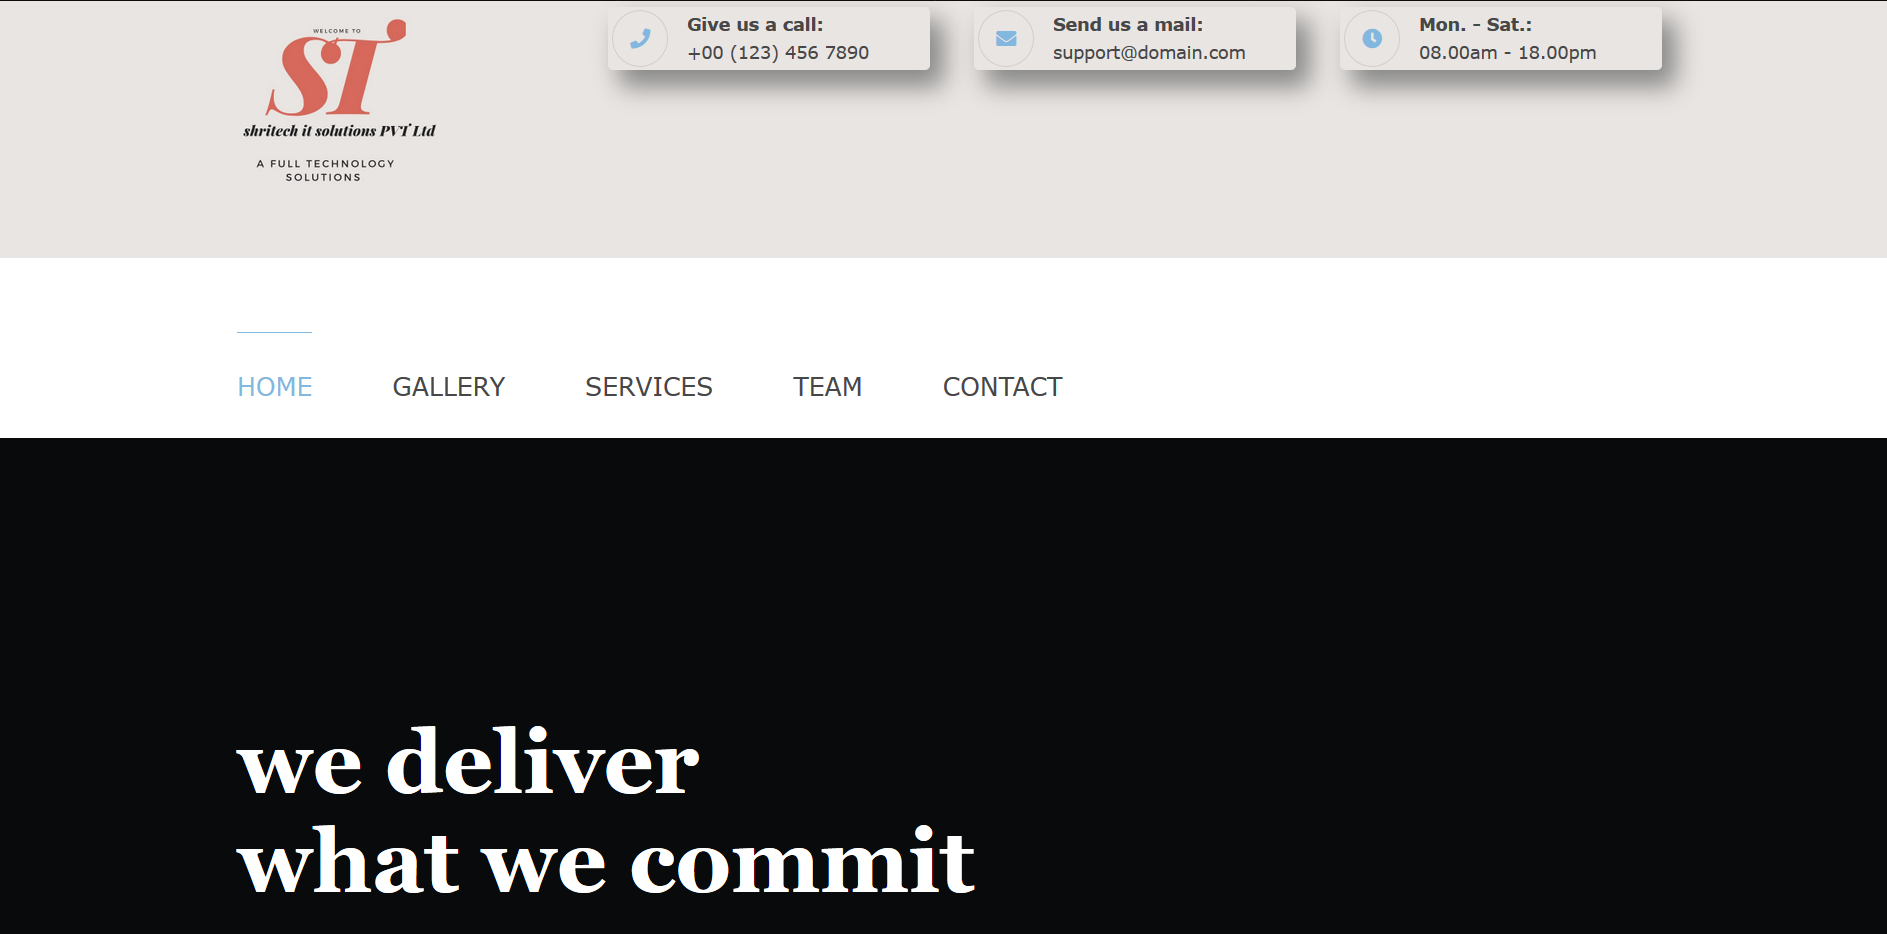 WELCOME TO
ST
shritech it solutions PVT Ltd
A FULL TECHNOLOGY
SOLUTIONS
Give us a call:
+00 (123) 456 7890
Send us a mail:
support@domain.com
Mon. - Sat.:
08.00am - 18.00pm
HOME GALLERY SERVICES TEAM CONTACT
we deliver
what we commit